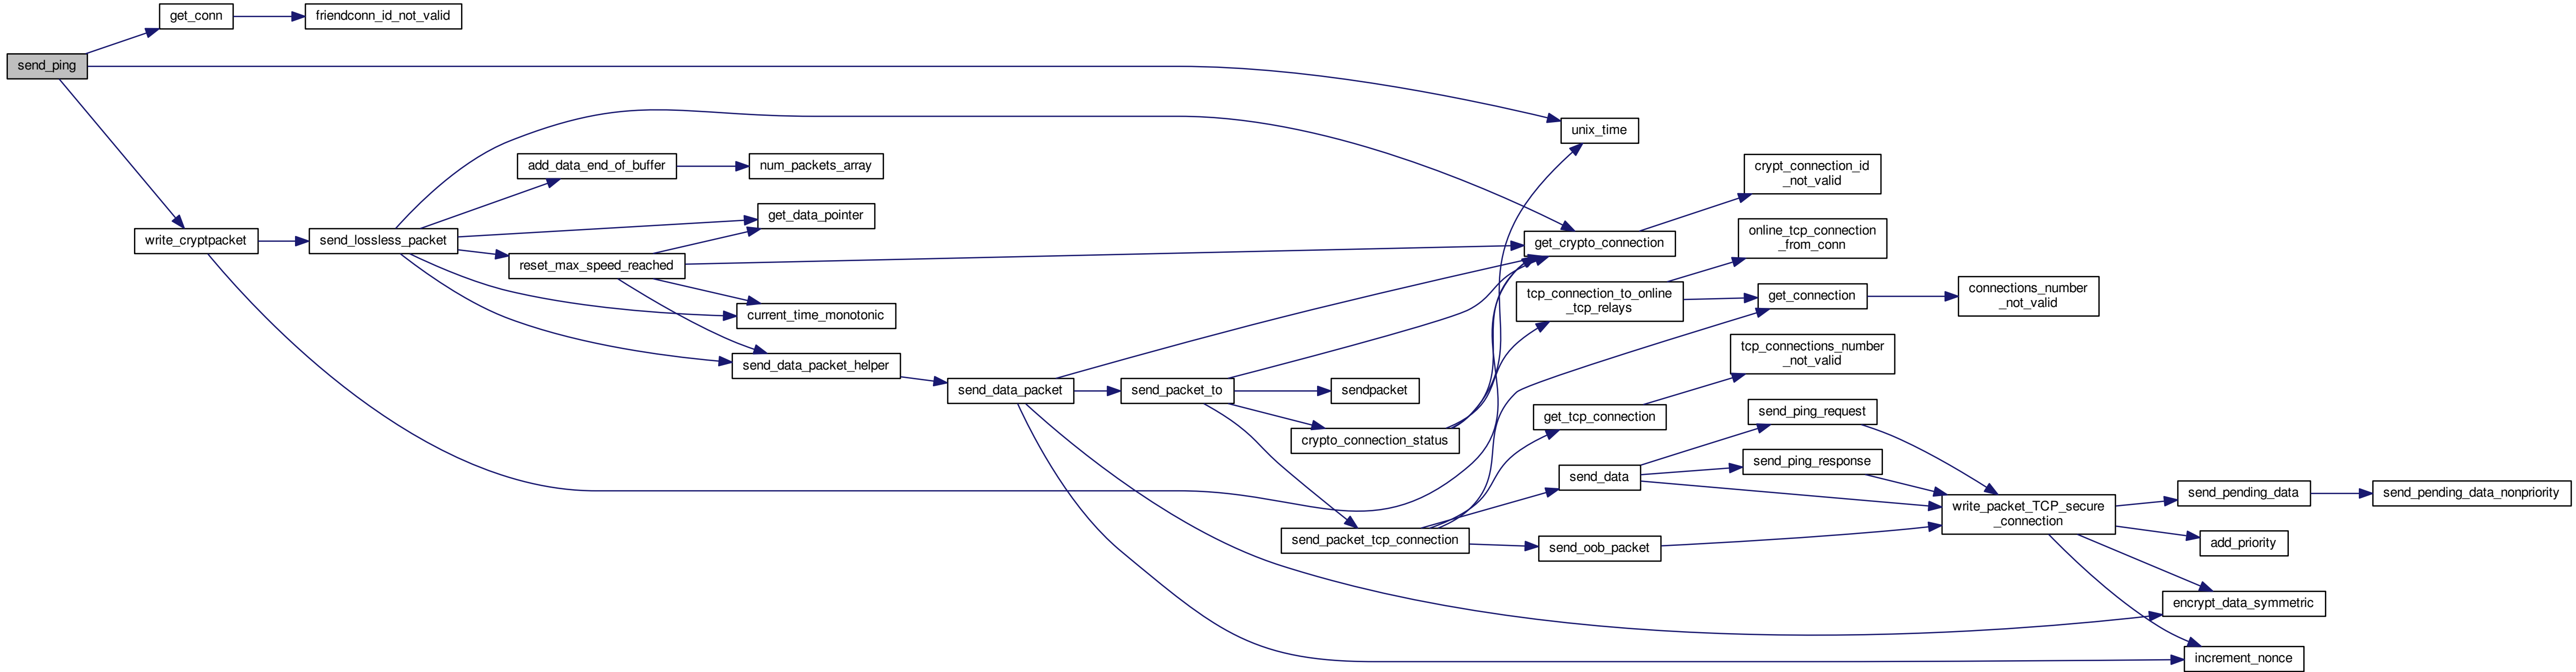 get_conn
friendconn_id_not_valid
send_ping
unix_time
add_data_end_of_buffer
num_packets_array
crypt_connection_id
_not_valid
get_data_pointer
write_cryptpacket
send_lossless_packet
get_crypto_connection
online_tcp_connection
_from_conn
reset_max_speed_reached
tcp_connection_to_online
_tcp_relays
get_connection
connections_number
_not_valid
current_time_monotonic
tcp_connections_number
_not_valid
send_data_packet_helper
send_data_packet
send_packet_to
sendpacket
get_tcp_connection
send_ping_request
crypto_connection_status
send_ping_response
send_data
write_packet_TCP_secure
_connection
send_pending_data
send_pending_data_nonpriority
send_packet_tcp_connection
send_oob_packet
add_priority
encrypt_data_symmetric
increment_nonce